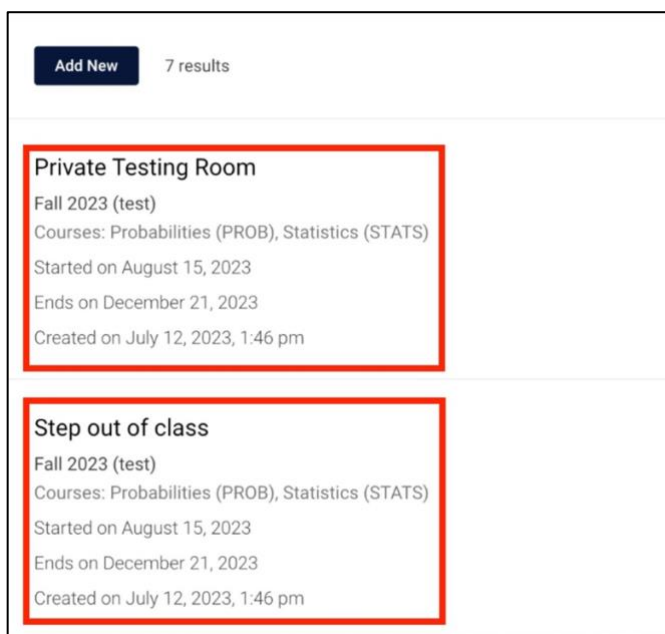 Add New 7 results
Private Testing Room
Fall 2023 (test)
Courses: Probabilities (PROB), Statistics (STATS)
Started on August 15, 2023
Ends on December 21, 2023
Created on July 12, 2023, 1:46 pm
Step out of class
Fall 2023 (test)
Courses: Probabilities (PROB), Statistics (STATS)
Started on August 15, 2023
Ends on December 21, 2023
Created on July 12, 2023, 1:46 pm